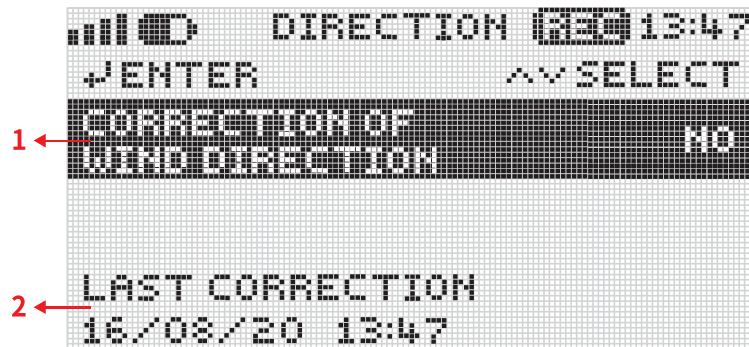 DIRECTION REC 13:47
ENTER SELECT
1 CORRECTION OF
WIND DIRECTION NO
2 LAST CORRECTION
16/08/20 13:47